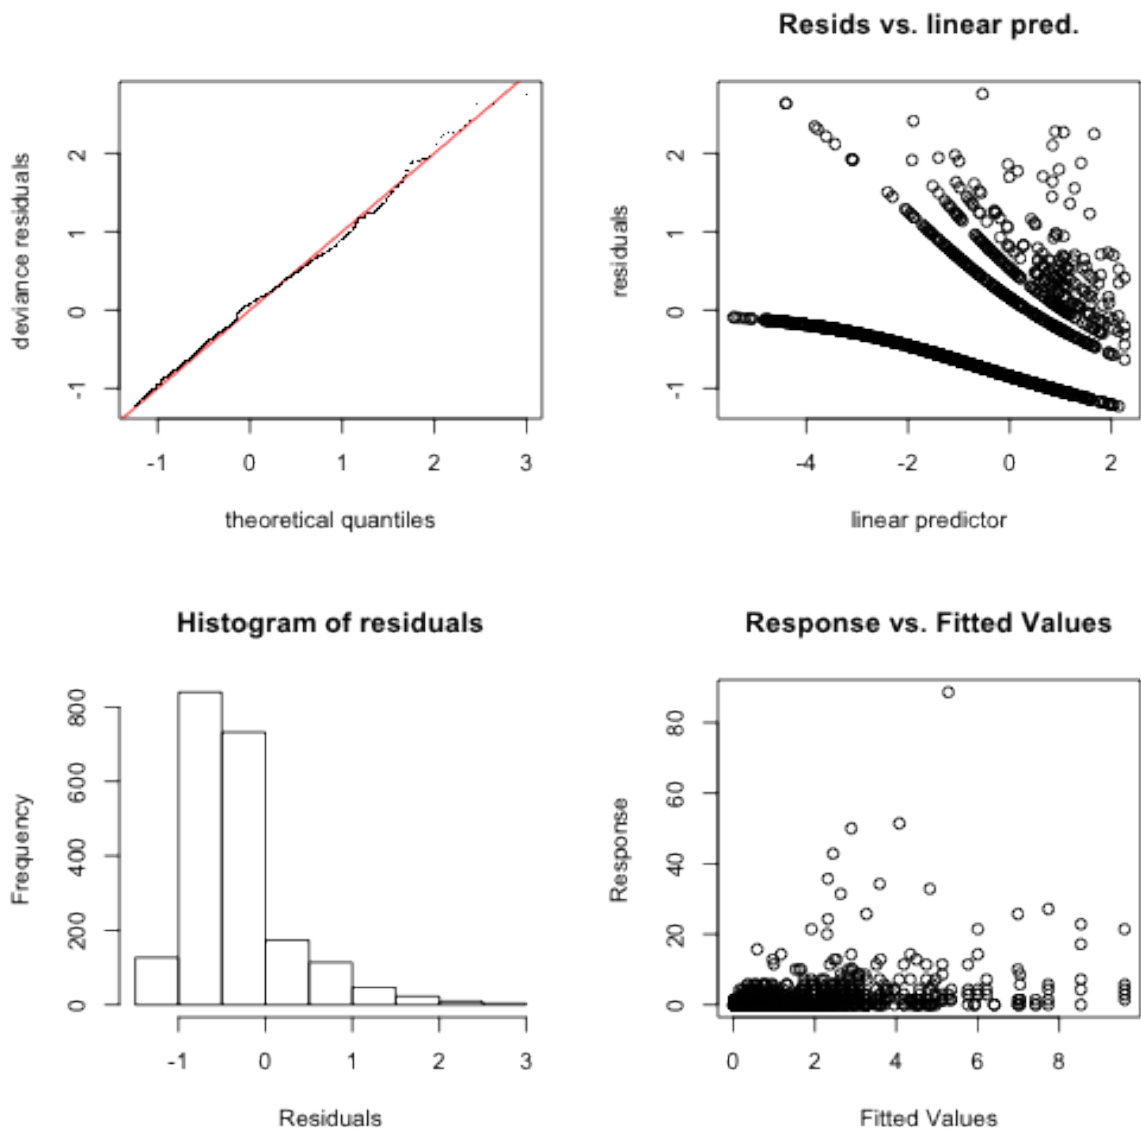 deviance residuals
2
1
0
-1
-1 0 1 2 3
theoretical quantiles
Resids vs. linear pred.
residuals
2
1
0
-1
-4 -2 0 2
linear predictor
Histogram of residuals
Frequency
800
600
400
200
0
-1 0 1 2 3
Residuals
Response vs. Fitted Values
Response
80
60
40
20
0
0 2 4 6 8
Fitted Values